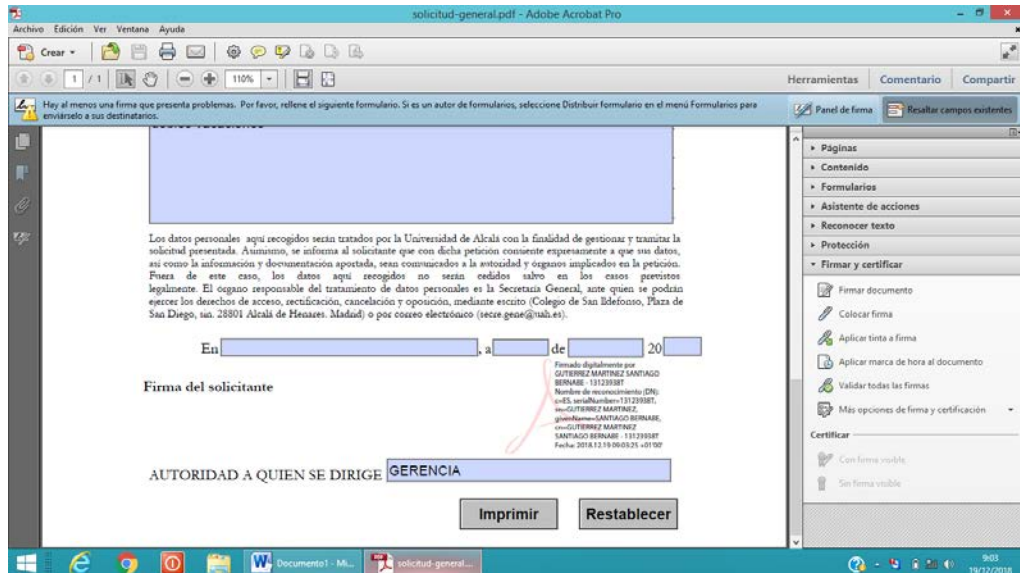 solicitud-general.pdf - Adobe Acrobat Pro
Archivo Edición Ver Ventana Ayuda
Crear
1 / 1 110% Herramientas Comentario Compartir
Hay al menos una firma que presenta problemas. Por favor, rellene el siguiente formulario. Si es un autor de formularios, seleccione Distribuir formulario en el menú Formularios para
enviárselo a sus destinatarios.
Panel de firma Resaltar campos existentes
Los datos personales aquí recogidos serán tratados por la Universidad de Alcalá con la finalidad de gestionar y tramitar la
solicitud presentada. Asimismo, se informa al solicitante que con dicha petición consiente expresamente a que sus datos,
así como la información y documentación aportada, sean comunicados a la autoridad y órganos implicados en la petición.
Fuera de este caso, los datos aquí recogidos no serán cedidos salvo en los casos previstos
legalmente. El órgano responsable del tratamiento de datos personales es la Secretaría General, ante quien se podrán
ejercer los derechos de acceso, rectificación, cancelación y oposición, mediante escrito (Colegio de San Ildefonso, Plaza de
San Diego, s/n. 28801 Alcalá de Henares. Madrid) o por correo electrónico (secre.gene@uah.es).
En , a de 20
Firma del solicitante
Firmado digitalmente por
GUTIERREZ MARTINEZ SANTIAGO
BERNABE - 13123938T
Nombre de reconocimiento (DN):
c=ES, serialNumber=13123938T,
sn=GUTIERREZ MARTINEZ,
givenName=SANTIAGO BERNABE,
cn=GUTIERREZ MARTINEZ
SANTIAGO BERNABE - 13123938T
Fecha: 2018.12.19 09:03:25 +01'00'
AUTORIDAD A QUIEN SE DIRIGE GERENCIA
Imprimir Restablecer
Páginas
Contenido
Formularios
Asistente de acciones
Reconocer texto
Protección
Firmar y certificar
Firmar documento
Colocar firma
Aplicar tinta a firma
Aplicar marca de hora al documento
Validar todas las firmas
Más opciones de firma y certificación
Certificar
Con firma visible
Sin firma visible
Documento1 - Mi... solicitud-general...
9:03
19/12/2018